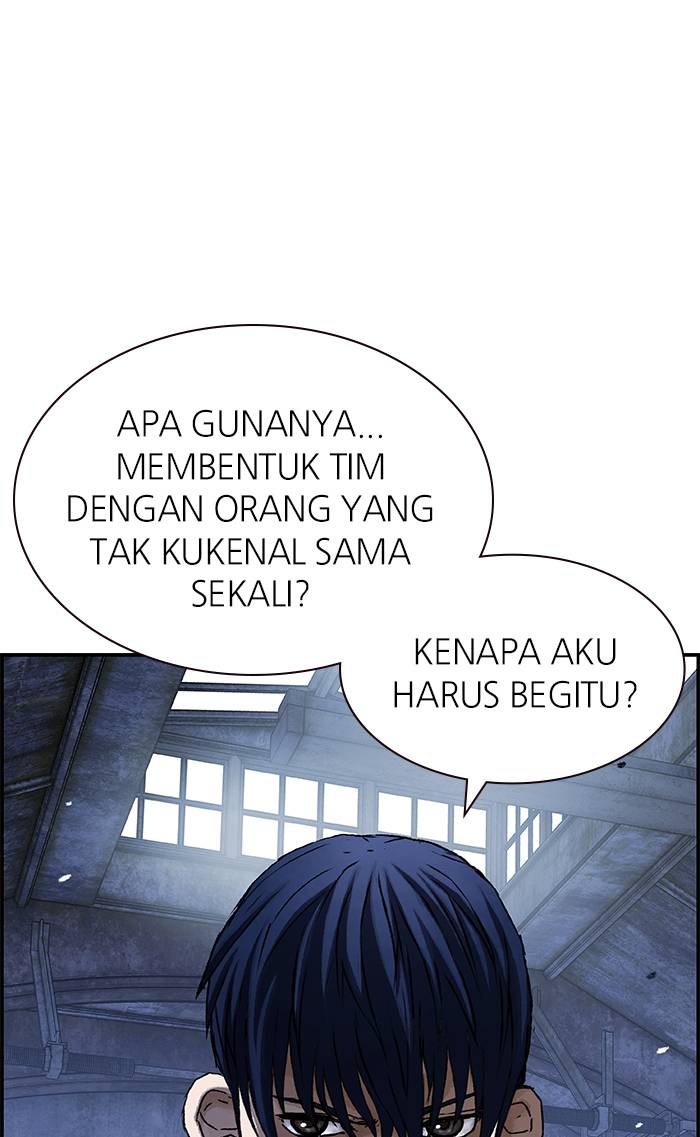 APA GUNANYA...
MEMBENTUK TIM
DENGAN ORANG YANG
TAK KUKENAL SAMA
SEKALI?
KENAPA AKU
HARUS BEGITU?